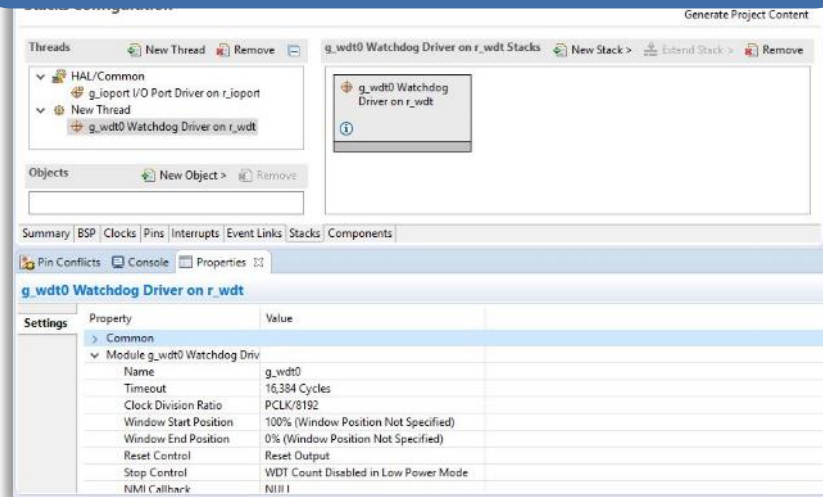 Generate Project Content
Threads New Thread Remove g_wdt0 Watchdog Driver on r_wdt Stacks New Stack > Extend Stack > Remove
HAL/Common
g_ioport I/O Port Driver on r_ioport
New Thread
g_wdt0 Watchdog Driver on r_wdt
g_wdt0 Watchdog
Driver on r_wdt
Objects New Object > Remove
Summary BSP Clocks Pins Interrupts Event Links Stacks Components
Pin Conflicts Console Properties
g_wdt0 Watchdog Driver on r_wdt
Settings
Property Value
Common
Module g_wdt0 Watchdog Driv
Name g_wdt0
Timeout 16,384 Cycles
Clock Division Ratio PCLK/8192
Window Start Position 100% (Window Position Not Specified)
Window End Position 0% (Window Position Not Specified)
Reset Control Reset Output
Stop Control WDT Count Disabled in Low Power Mode
NMI Callback NULL